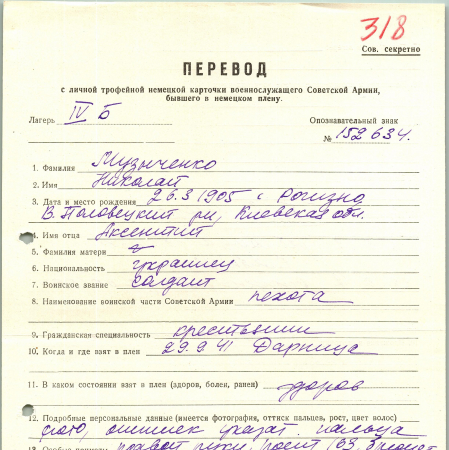 318
Сов. секретно
ПЕРЕВОД
с личной трофейной немецкой карточки военнослужащего Советской Армии,
бывшего в немецком плену.
Лагерь IV Б Опознавательный знак
№ 152634.
1. Фамилия Музыченко
2. Имя Николай
3. Дата и место рождения 26.3.1905 с Рогизно,
В. Половецкий р-н, Киевская обл.
4. Имя отца Аксентий
5. Фамилия матери
6. Национальность украинец
7. Воинское звание солдат
8. Наименование воинской части Советской Армии пехота
9. Гражданская специальность крестьянин
10. Когда и где взят в плен 29.9.41 Дарница
11. В каком состоянии взят в плен (здоров, болен, ранен) здоров
12. Подробные персональные данные (имеется фотография, оттиск пальцев, рост, цвет волос)
фото, оттиск указат. пальца